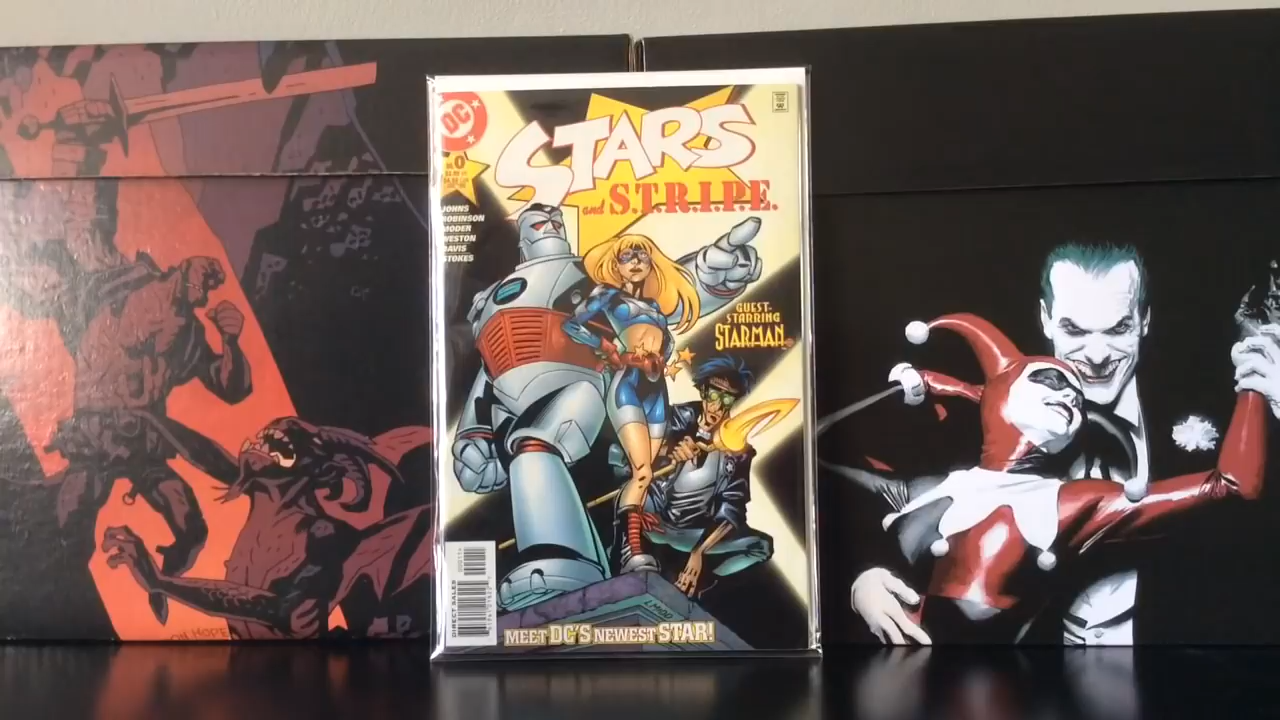 DC
STARS
and S.T.R.I.P.E.
NO. 0
JOHNS
ROBINSON
MODER
WESTON
DAVIS
STOKES
GUEST-
STARRING
STARMAN
DIRECT SALES
MEET DC'S NEWEST STAR!